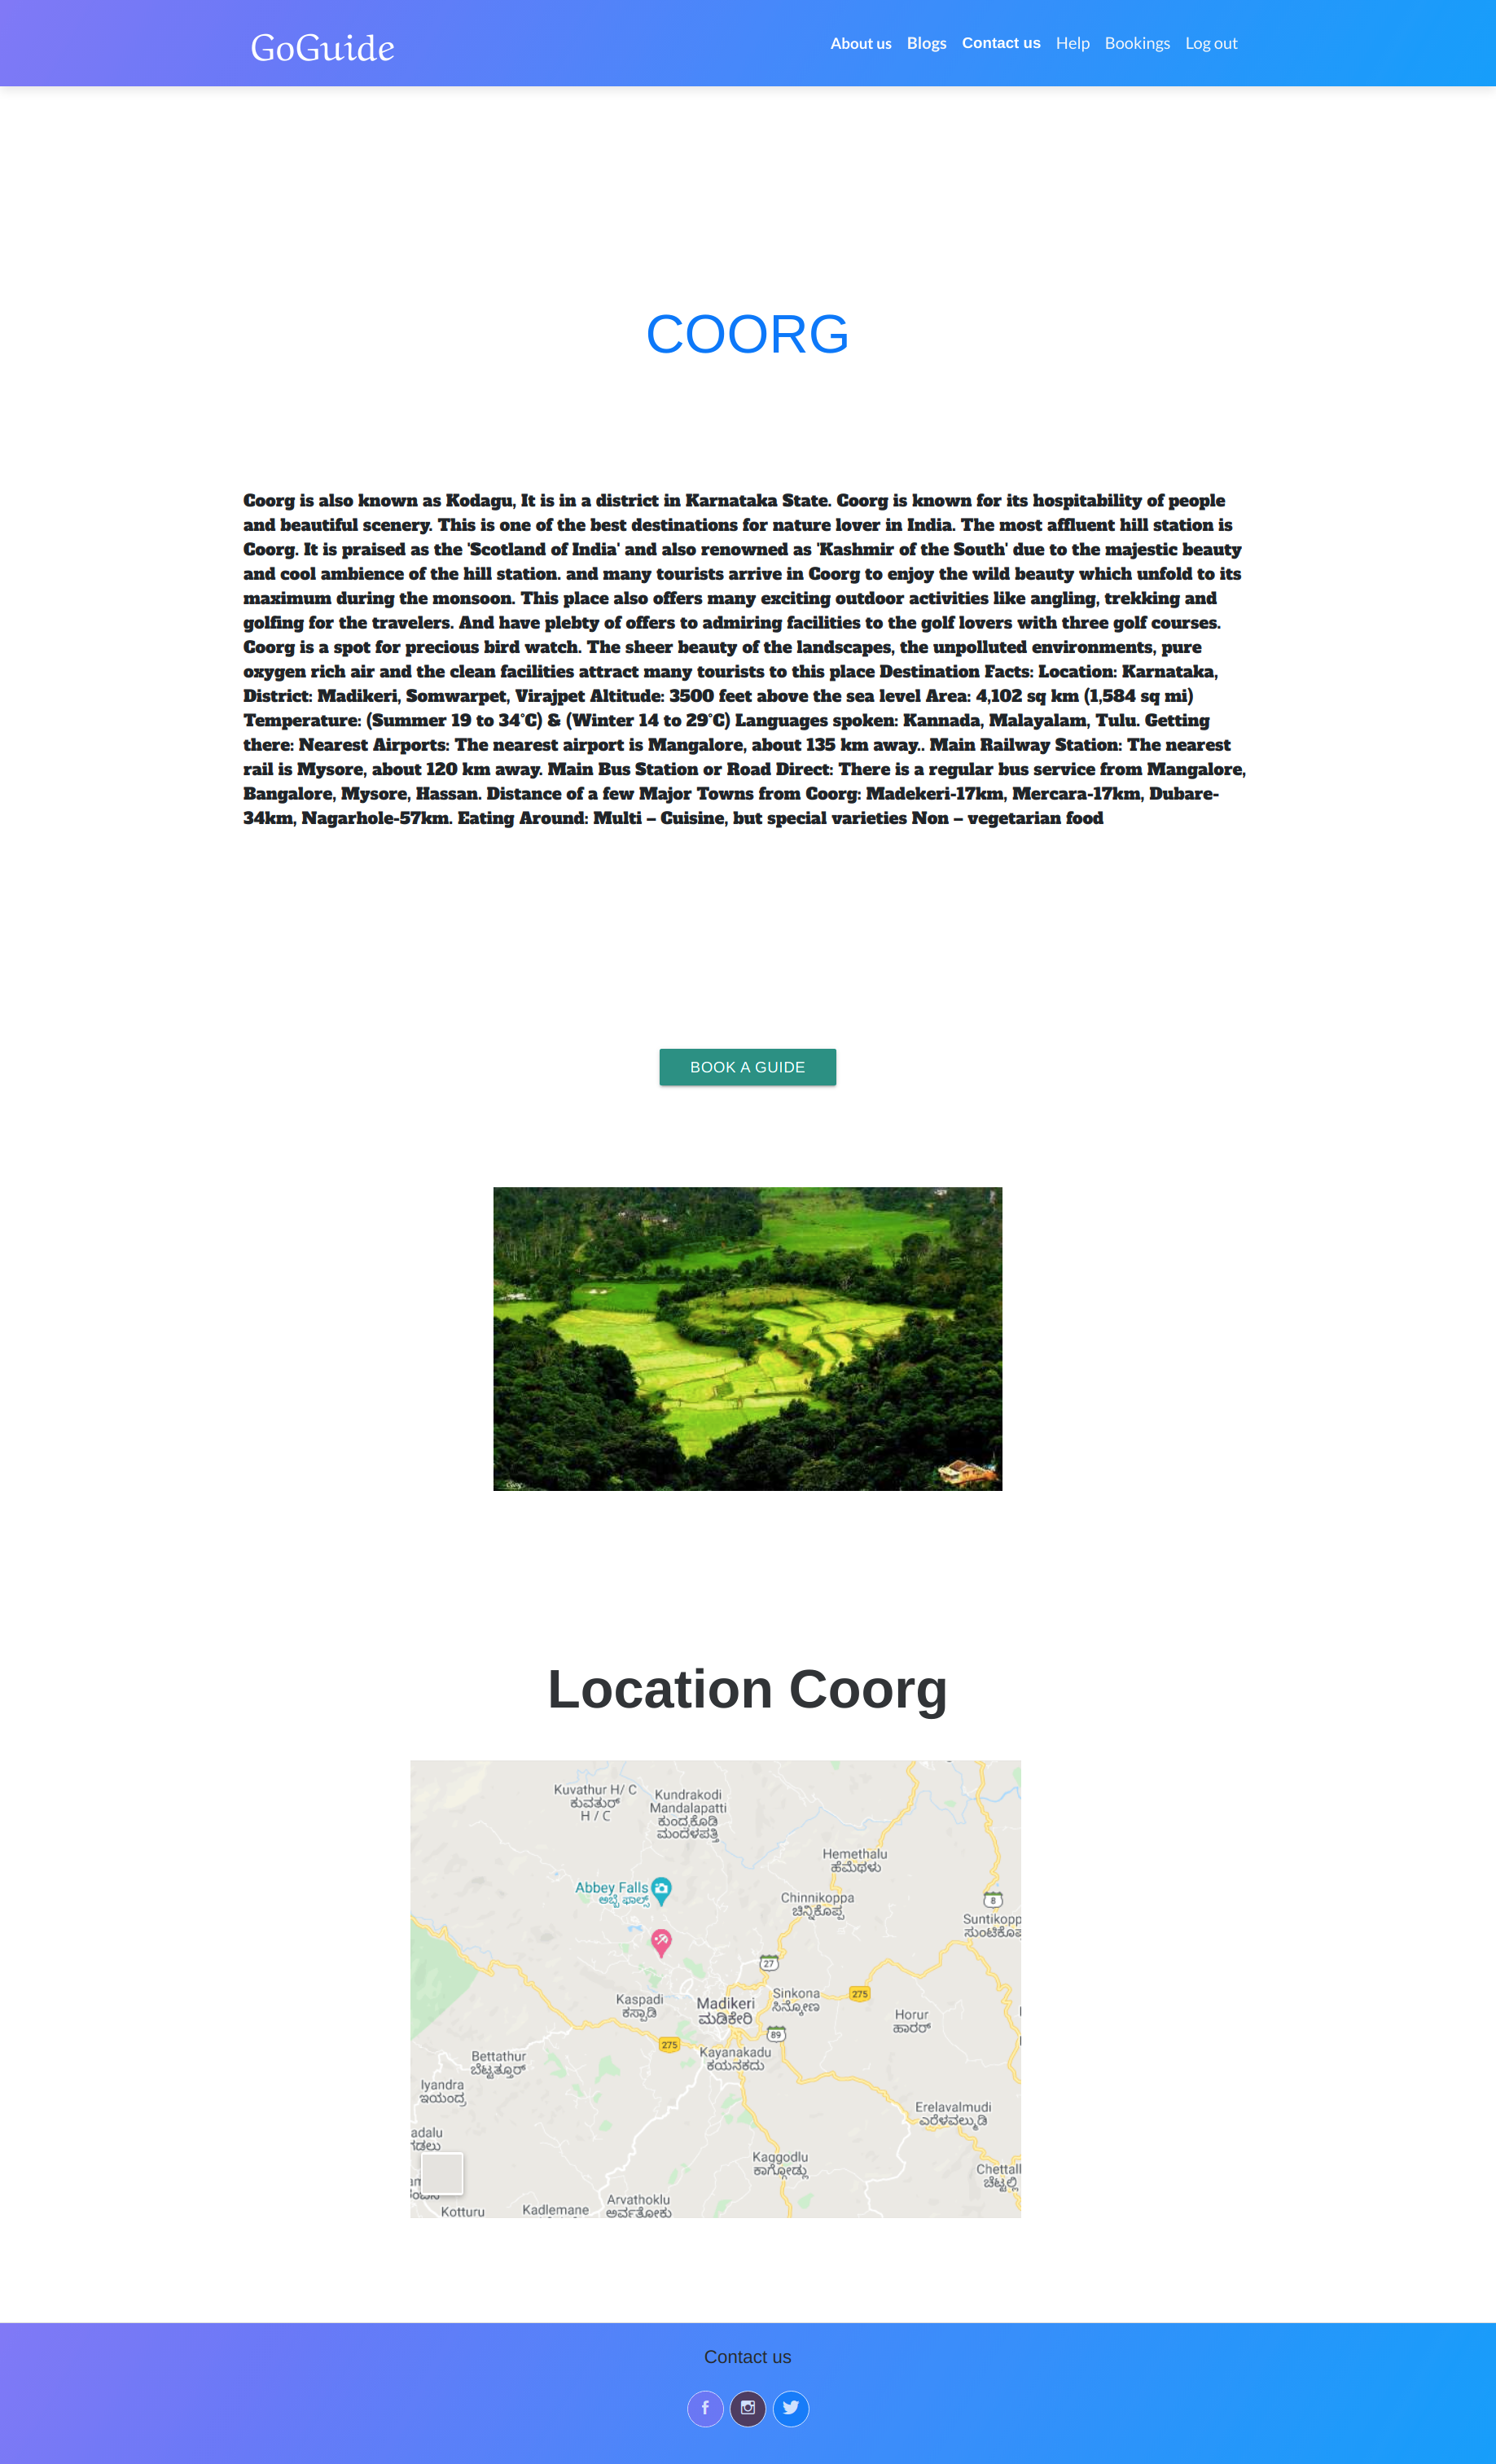 GoGuide
About us Blogs Contact us Help Bookings Log out
COORG
Coorg is also known as Kodagu, It is in a district in Karnataka State. Coorg is known for its hospitability of people
and beautiful scenery. This is one of the best destinations for nature lover in India. The most affluent hill station is
Coorg. It is praised as the 'Scotland of India' and also renowned as 'Kashmir of the South' due to the majestic beauty
and cool ambience of the hill station. and many tourists arrive in Coorg to enjoy the wild beauty which unfold to its
maximum during the monsoon. This place also offers many exciting outdoor activities like angling, trekking and
golfing for the travelers. And have plebty of offers to admiring facilities to the golf lovers with three golf courses.
Coorg is a spot for precious bird watch. The sheer beauty of the landscapes, the unpolluted environments, pure
oxygen rich air and the clean facilities attract many tourists to this place Destination Facts: Location: Karnataka,
District: Madikeri, Somwarpet, Virajpet Altitude: 3500 feet above the sea level Area: 4,102 sq km (1,584 sq mi)
Temperature: (Summer 19 to 34°C) & (Winter 14 to 29°C) Languages spoken: Kannada, Malayalam, Tulu. Getting
there: Nearest Airports: The nearest airport is Mangalore, about 135 km away.. Main Railway Station: The nearest
rail is Mysore, about 120 km away. Main Bus Station or Road Direct: There is a regular bus service from Mangalore,
Bangalore, Mysore, Hassan. Distance of a few Major Towns from Coorg: Madekeri-17km, Mercara-17km, Dubare-
34km, Nagarhole-57km. Eating Around: Multi – Cuisine, but special varieties Non – vegetarian food
BOOK A GUIDE
Location Coorg
Kuvathur H/ C
ಕುವತುರ್
H / C
Kundrakodi
Mandalapatti
ಕುಂದ್ರಕೊಡಿ
ಮಂದಳಪತ್ತಿ
Hemethalu
ಹೆಮೆಥಳು
Abbey Falls
ಅಬ್ಬೆ ಫಾಲ್ಸ್
Chinnikoppa
ಚಿನ್ನಿಕೊಪ್ಪ
8
Suntikopp
ಸುಂಟಿಕೊಪ
27
Kaspadi
ಕಸ್ಪಾಡಿ
Madikeri
ಮಡಿಕೇರಿ
Sinkona
ಸಿನ್ಕೋಣ
275
Horur
ಹಾರರ್
89
275
Kayanakadu
ಕಯನಕದು
Bettathur
ಬೆಟ್ಟತ್ತೂರ್
Iyandra
ಇಯಂದ್ರ
Erelavalmudi
ಎರೆಳವಲ್ಮುಡಿ
adalu
ಗಡಲು
Kaggodlu
ಕಾಗ್ಗೋಡ್ಲು
Chettall
ಚೆಟ್ಟಲ್ಲಿ
Kotturu
Kadlemane
Arvathoklu
ಅರ್ವತೋಕು
Contact us